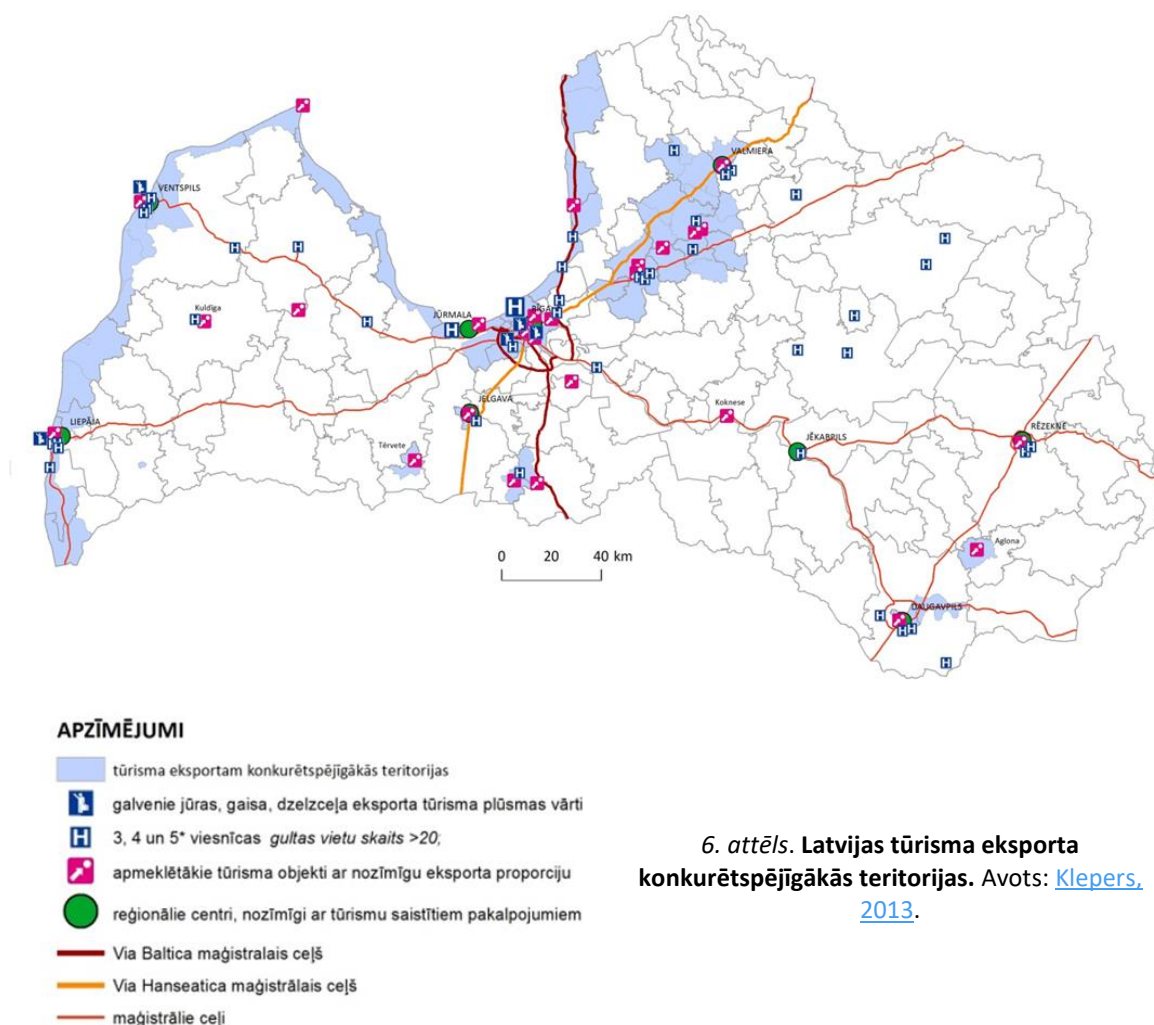 VALMIERA
VENTSPILS
Kuldīga
JŪRMALA
RĪGA
JELGAVA
Koknese
LIEPĀJA
RĒZEKNE
Tērvete
JĒKABPILS
Aglona
0 20 40 km
DAUGAVPILS
APZĪMĒJUMI
tūrisma eksportam konkurētspējīgākās teritorijas
galvenie jūras, gaisa, dzelzceļa eksporta tūrisma plūsmas vārti
H 3, 4 un 5* viesnīcas gultas vietu skaits >20;
apmeklētākie tūrisma objekti ar nozīmīgu eksporta proporciju
reģionālie centri, nozīmīgi ar tūrismu saistītiem pakalpojumiem
Via Baltica maģistralais ceļš
Via Hanseatica maģistrālais ceļš
maģistrālie ceļi
6. attēls. Latvijas tūrisma eksporta
konkurētspējīgākās teritorijas. Avots: Klepers,
2013.